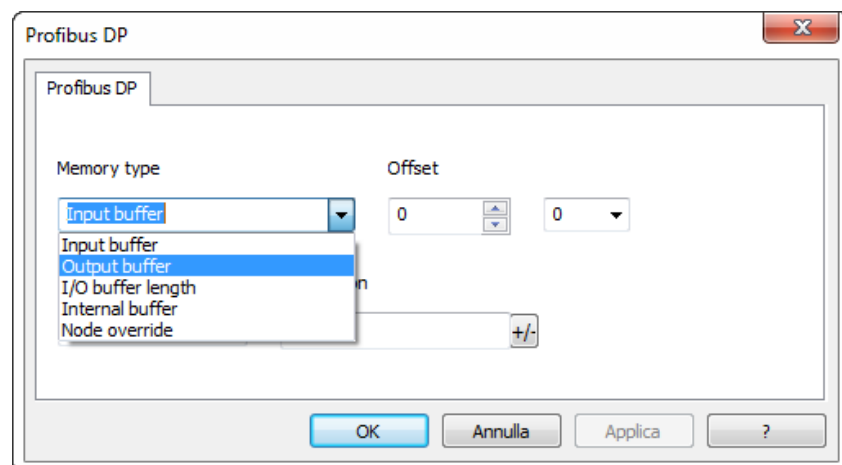 Profibus DP
Profibus DP
Memory type Offset
Input buffer 0 0
Input buffer
Output buffer
I/O buffer length
Internal buffer
Node override
+/-
OK Annulla Applica ?